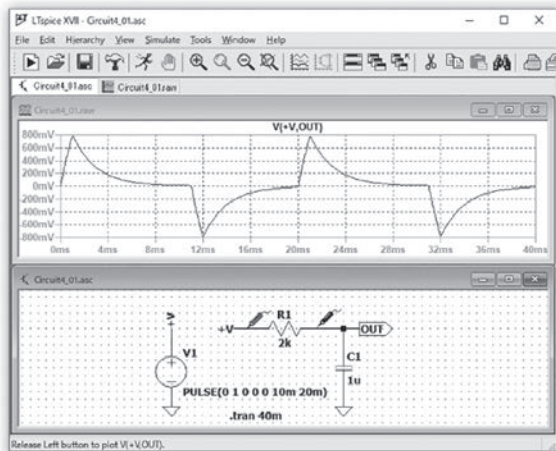 LTspice XVII - Circuit4_01.asc
File Edit Hierarchy View Simulate Tools Window Help
Circuit4_01.asc Circuit4_01.raw
Circuit4_01.raw
V(+V,OUT)
800mV
600mV
400mV
200mV
0mV
-200mV
-400mV
-600mV
-800mV
0ms 4ms 8ms 12ms 16ms 20ms 24ms 28ms 32ms 36ms 40ms
Circuit4_01.asc
+V
V1
PULSE(0 1 0 0 0 10m 20m)
.tran 40m
+V
R1
2k
OUT
C1
1u
Release Left button to plot V(+V,OUT).